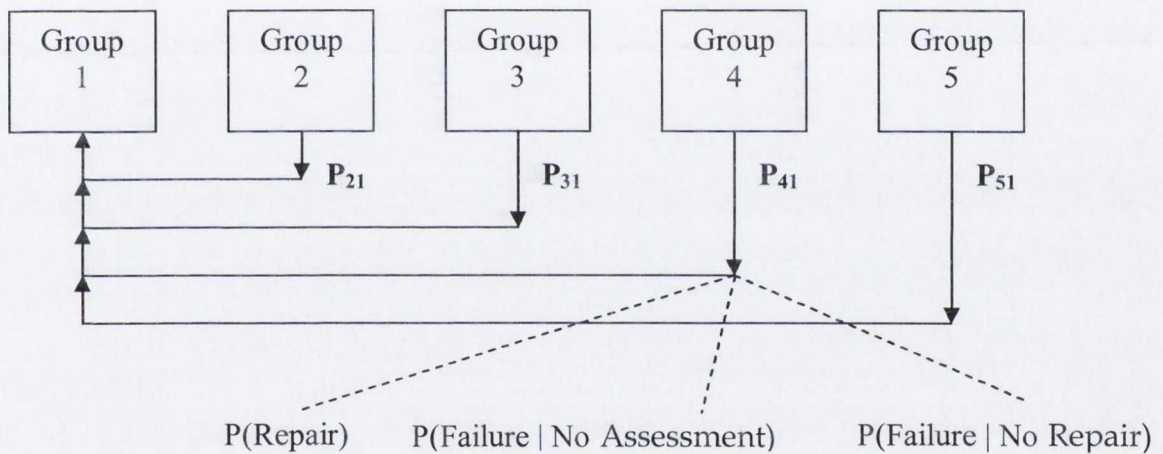 Group Group Group Group Group
1 2 3 4 5
P21 P31 P41 P51
P(Repair) P(Failure | No Assessment) P(Failure | No Repair)